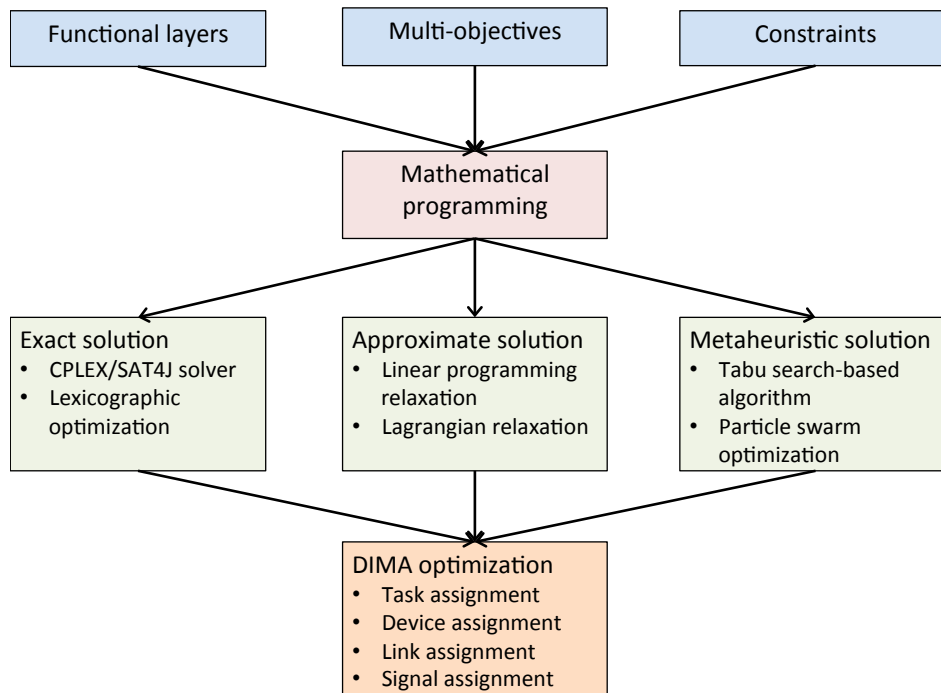 Functional layers
Multi-objectives
Constraints
Mathematical
programming
Exact solution
• CPLEX/SAT4J solver
• Lexicographic
optimization
Approximate solution
• Linear programming
relaxation
• Lagrangian relaxation
Metaheuristic solution
• Tabu search-based
algorithm
• Particle swarm
optimization
DIMA optimization
• Task assignment
• Device assignment
• Link assignment
• Signal assignment